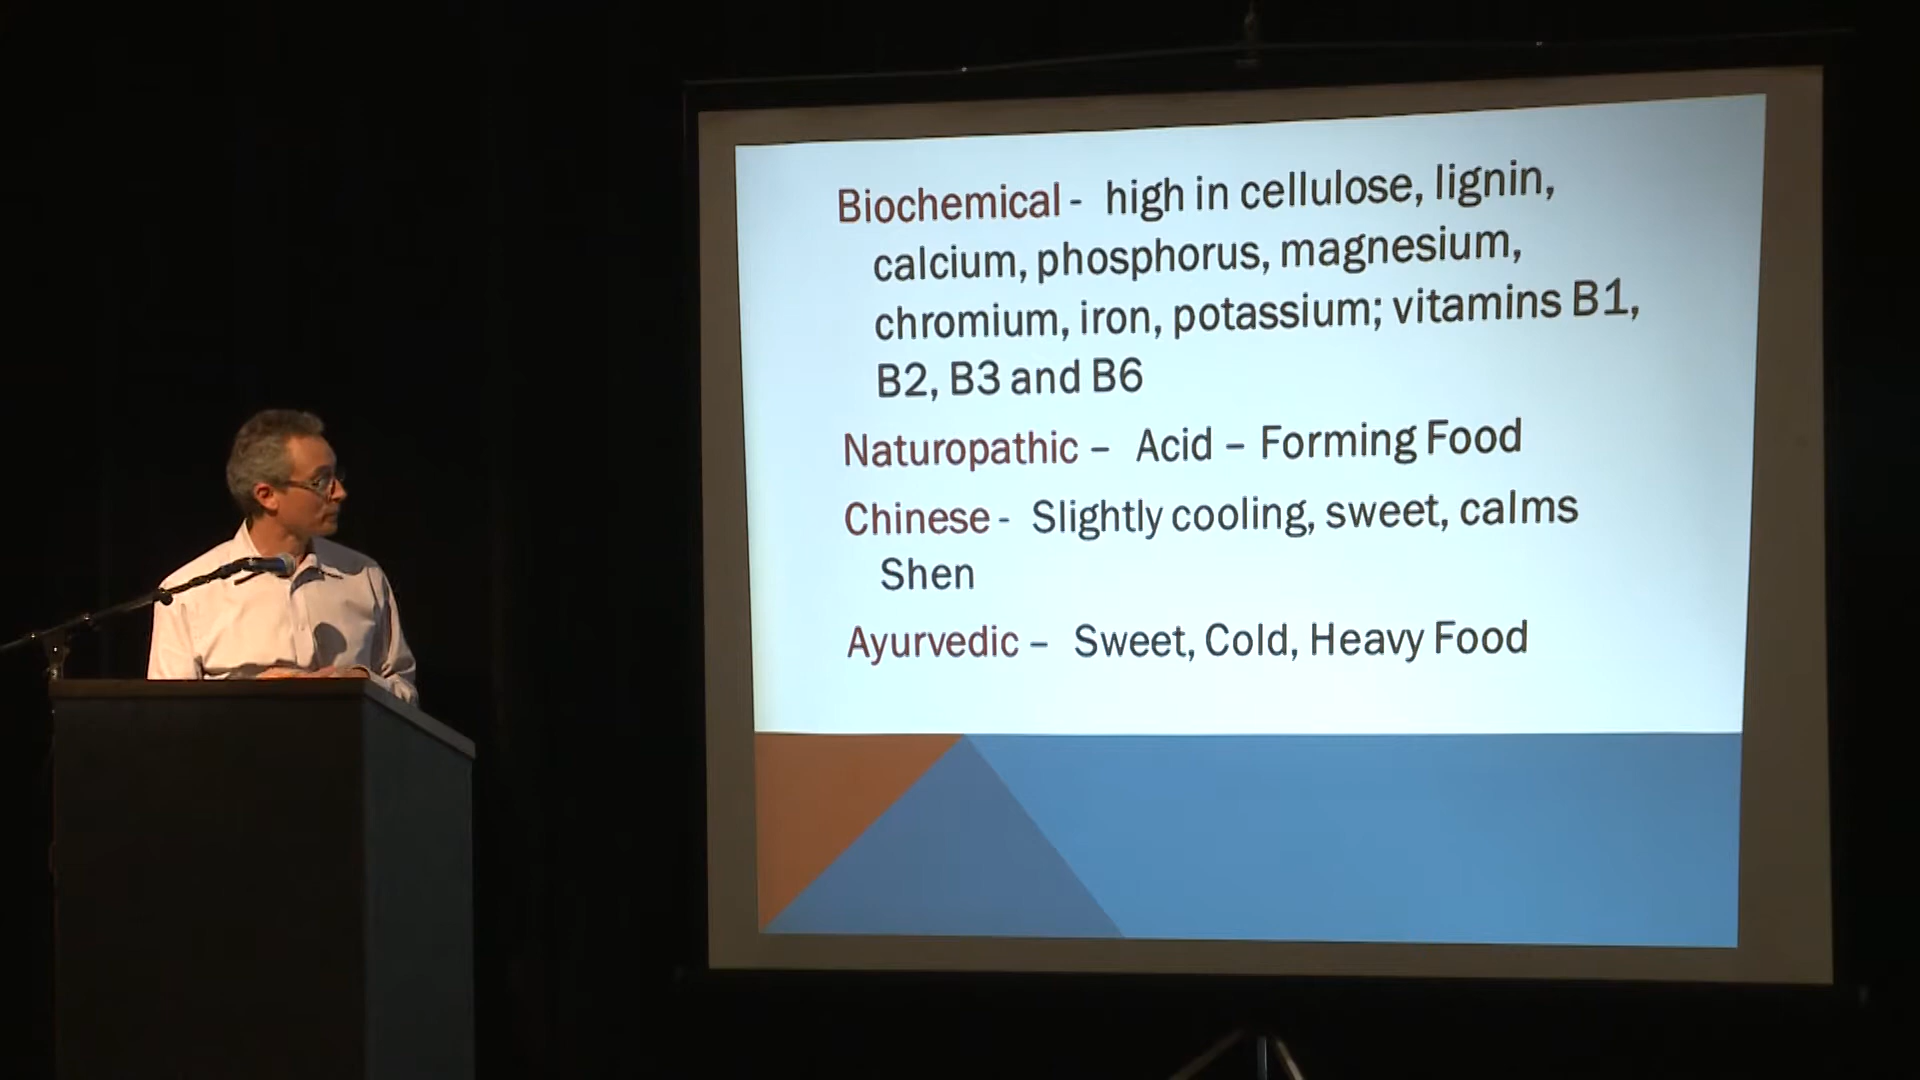 Biochemical - high in cellulose, lignin,
calcium, phosphorus, magnesium,
chromium, iron, potassium; vitamins B1,
B2, B3 and B6
Naturopathic – Acid – Forming Food
Chinese - Slightly cooling, sweet, calms
Shen
Ayurvedic – Sweet, Cold, Heavy Food